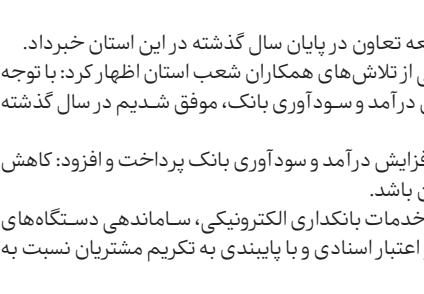 عه تعاون در پایان سال گذشته در این استان خبرداد.
ی از تلاش‌های همکاران شعب استان اظهار کرد: با توجه
ی درآمد و سودآوری بانک، موفق شدیم در سال گذشته
فزایش درآمد و سودآوری بانک پرداخت و افزود: کاهش
ن باشد.
خدمات بانکداری الکترونیکی، ساماندهی دستگاه‌های
اعتبار اسنادی و با پایبندی به تکریم مشتریان نسبت به